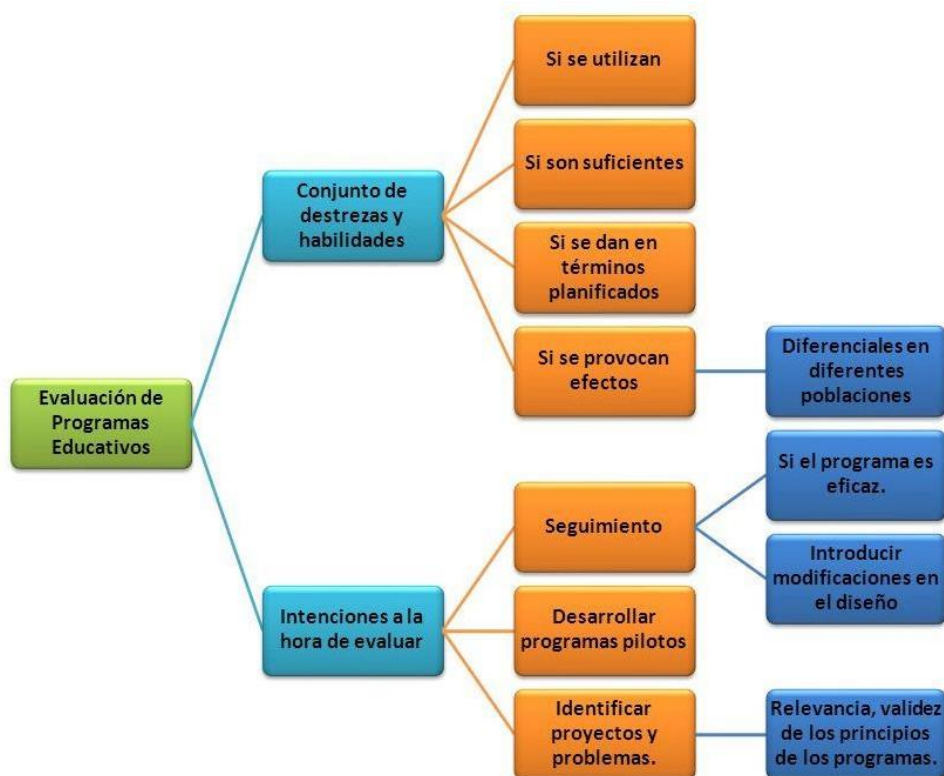 Si se utilizan
Si son suficientes
Conjunto de
destrezas y
habilidades
Si se dan en
términos
planificados
Si se provocan
efectos
Diferenciales en
diferentes
poblaciones
Evaluación de
Programas
Educativos
Si el programa es
eficaz.
Seguimiento
Introducir
modificaciones en
el diseño
Intenciones a la
hora de evaluar
Desarrollar
programas pilotos
Identificar
proyectos y
problemas.
Relevancia, validez
de los principios
de los programas.